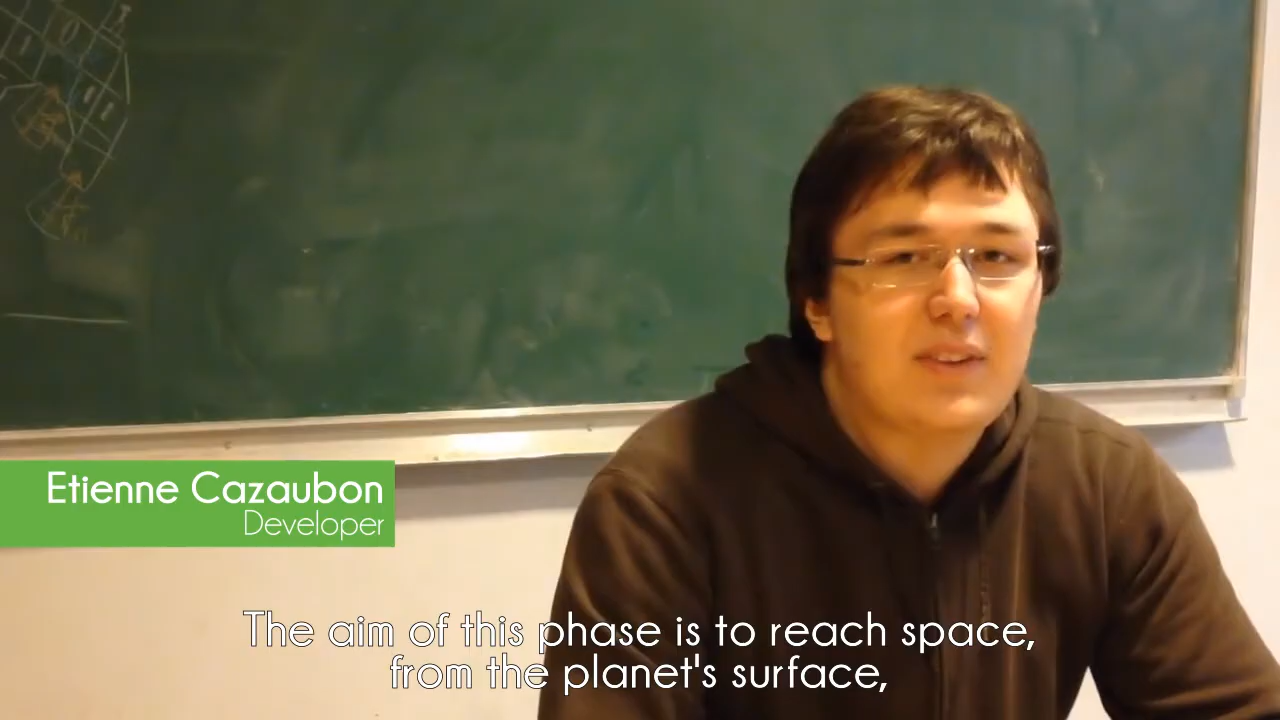 Etienne Cazaubon
Developer
The aim of this phase is to reach space,
from the planet's surface,